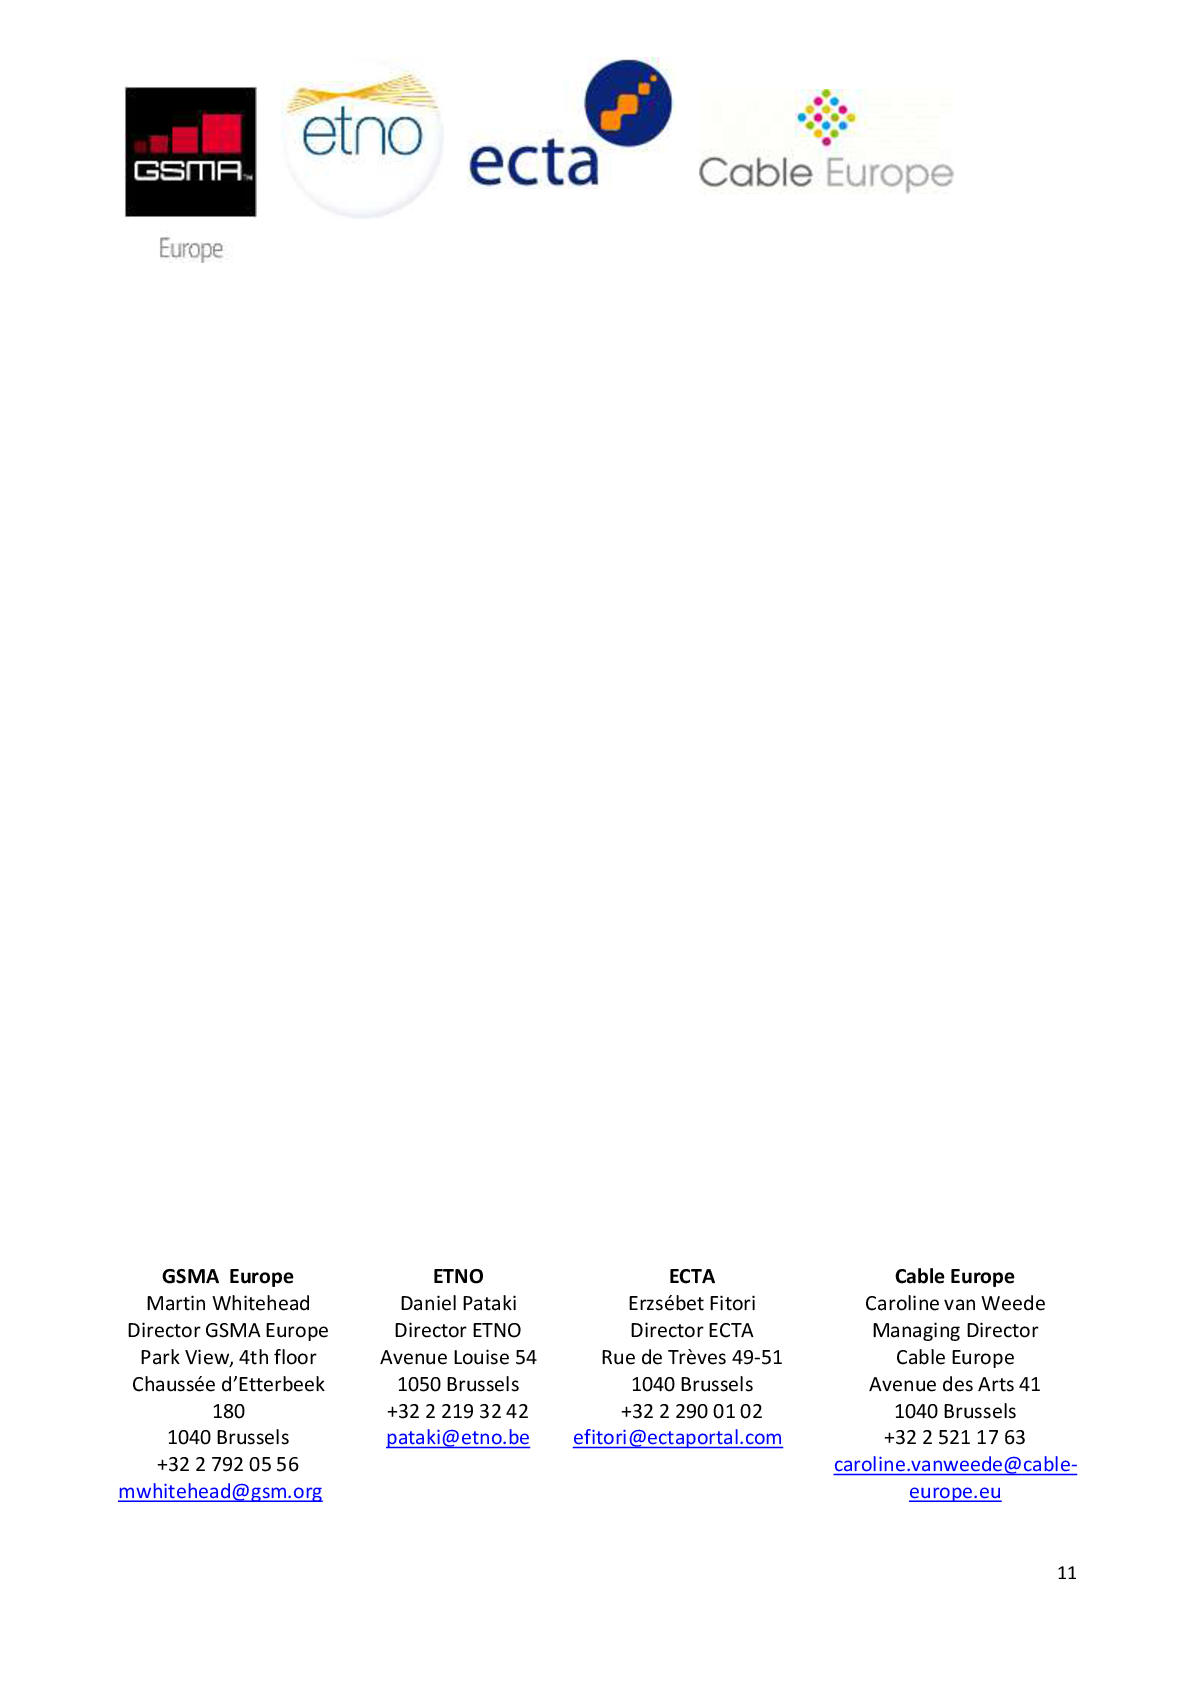 GSMA™
Europe
etno
ecta
Cable Europe
GSMA  Europe
Martin Whitehead
Director GSMA Europe
Park View, 4th floor
Chaussée d’Etterbeek
180
1040 Brussels
+32 2 792 05 56
mwhitehead@gsm.org
ETNO
Daniel Pataki
Director ETNO
Avenue Louise 54
1050 Brussels
+32 2 219 32 42
pataki@etno.be
ECTA
Erzsébet Fitori
Director ECTA
Rue de Trèves 49-51
1040 Brussels
+32 2 290 01 02
efitori@ectaportal.com
Cable Europe
Caroline van Weede
Managing Director
Cable Europe
Avenue des Arts 41
1040 Brussels
+32 2 521 17 63
caroline.vanweede@cable-
europe.eu
11